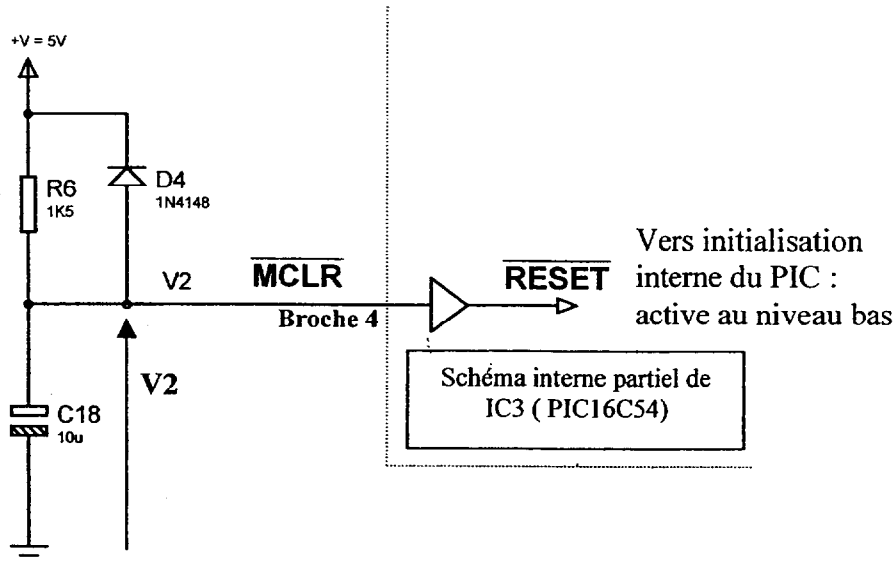 +V = 5V
R6
1K5
D4
1N4148
V2
MCLR
Broche 4
RESET
Vers initialisation
interne du PIC :
active au niveau bas
V2
C18
10u
Schéma interne partiel de
IC3 ( PIC16C54)